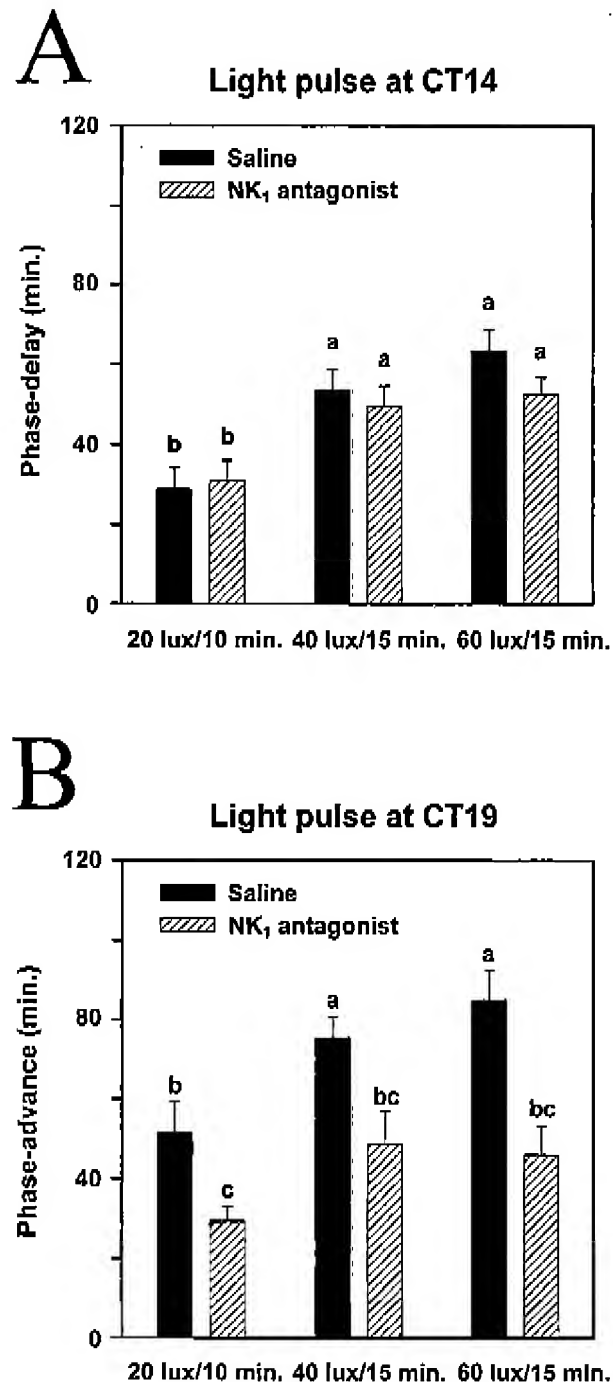 A
Light pulse at CT14
120
Saline
NK₁ antagonist
80
40
0
Phase-delay (min.)
a
a
a
a
b
b
20 lux/10 min. 40 lux/15 min. 60 lux/15 min.
B
Light pulse at CT19
120
Saline
NK₁ antagonist
80
40
0
Phase-advance (min.)
a
a
b
bc
bc
c
20 lux/10 min. 40 lux/15 min. 60 lux/15 min.